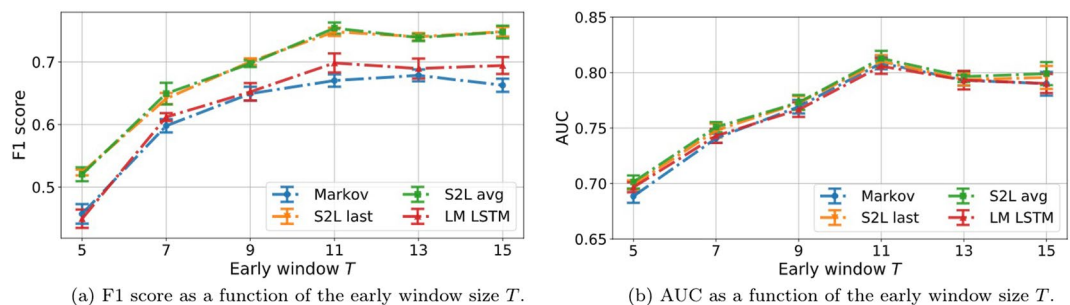 0.7
0.6
0.5
F1 score
5 7 9 11 13 15
Early window T
Markov
S2L last
S2L avg
LM LSTM
(a) F1 score as a function of the early window size T.
0.85
0.80
0.75
0.70
0.65
AUC
5 7 9 11 13 15
Early window T
Markov
S2L last
S2L avg
LM LSTM
(b) AUC as a function of the early window size T.